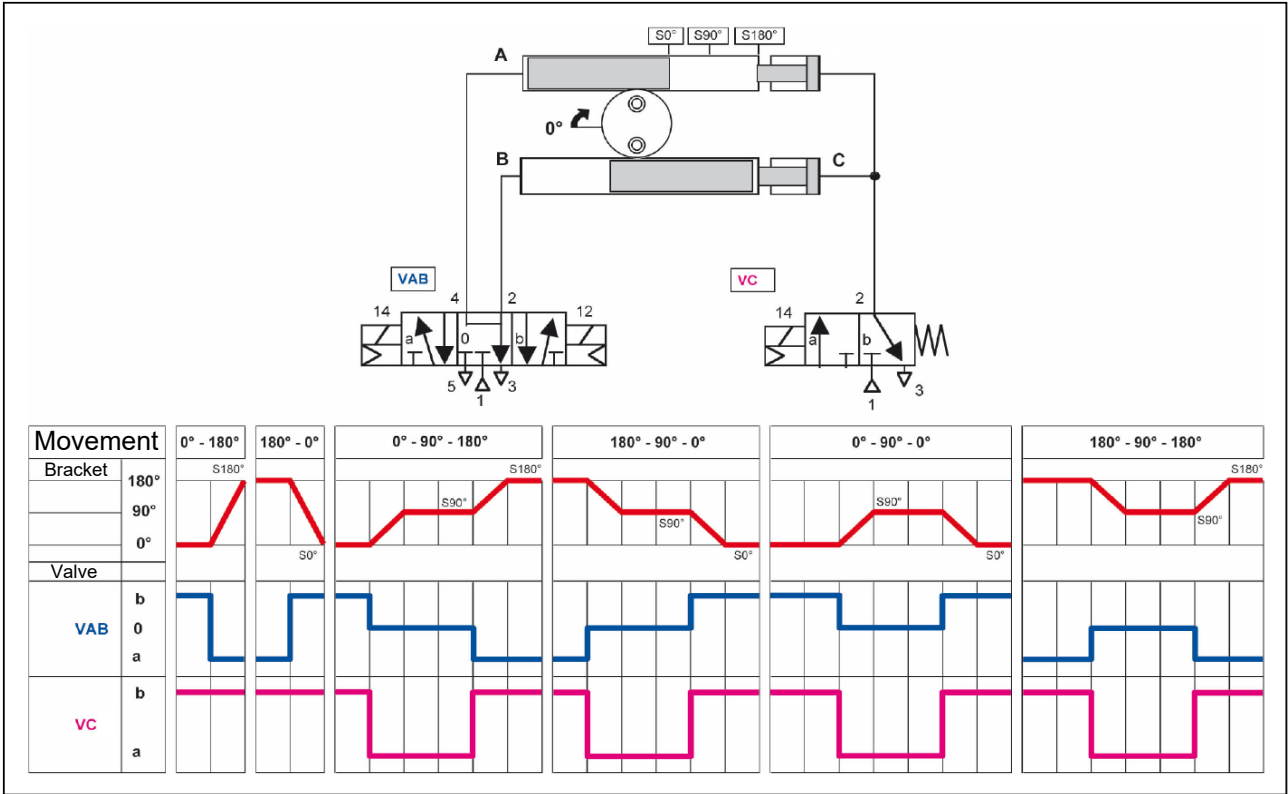 S0° S90° S180°
A
0°
B C
VAB VC
4 2 2
14 12 14
a 0 b a b
5 3 3
1 1
Movement 0° - 180° 180° - 0° 0° - 90° - 180° 180° - 90° - 0° 0° - 90° - 0° 180° - 90° - 180°
Bracket S180° S180° S180°
180°
90° S90° S90° S90° S90°
0°
S0° S0° S0°
Valve
b
VAB 0
a
b
VC
a